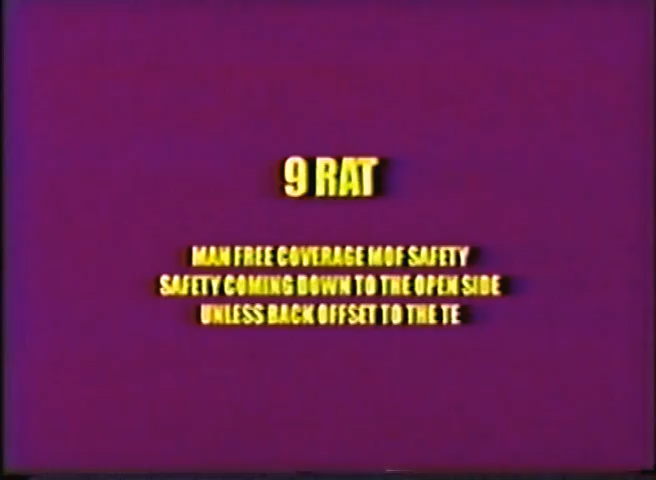 9 RAT
MAN FREE COVERAGE MOF SAFETY
SAFETY COMING DOWN TO THE OPEN SIDE
UNLESS BACK OFFSET TO THE TE